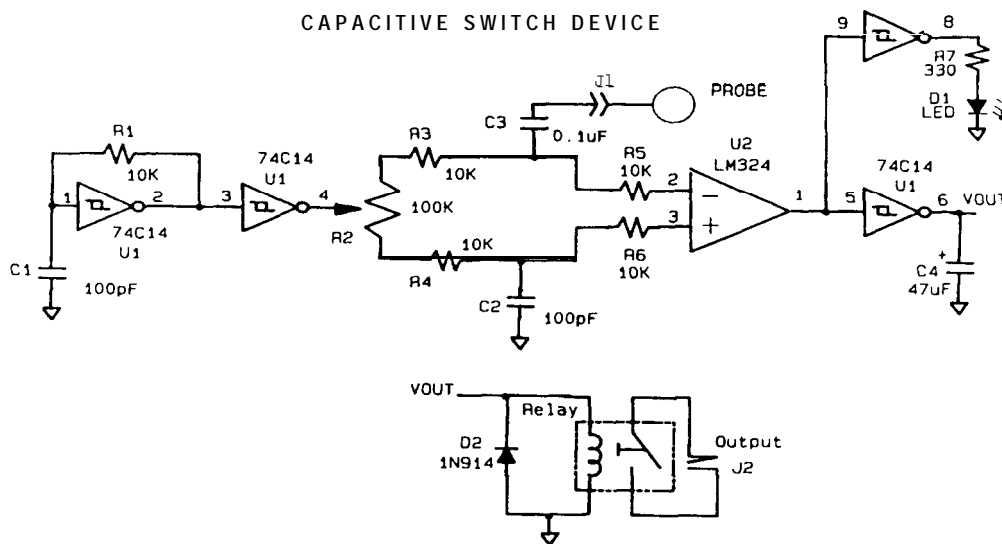 CAPACITIVE SWITCH DEVICE
9
8
R7
330
D1
LED
J1
PROBE
C3
0.1uF
R1
10K
1
2
74C14
U1
C1
100pF
74C14
U1
3
4
R3
10K
100K
R2
10K
R4
C2
100pF
R5
10K
2
3
R6
10K
U2
LM324
-
+
1
74C14
U1
5
6
VOUT
+
C4
47uF
VOUT
Relay
D2
1N914
Output
J2